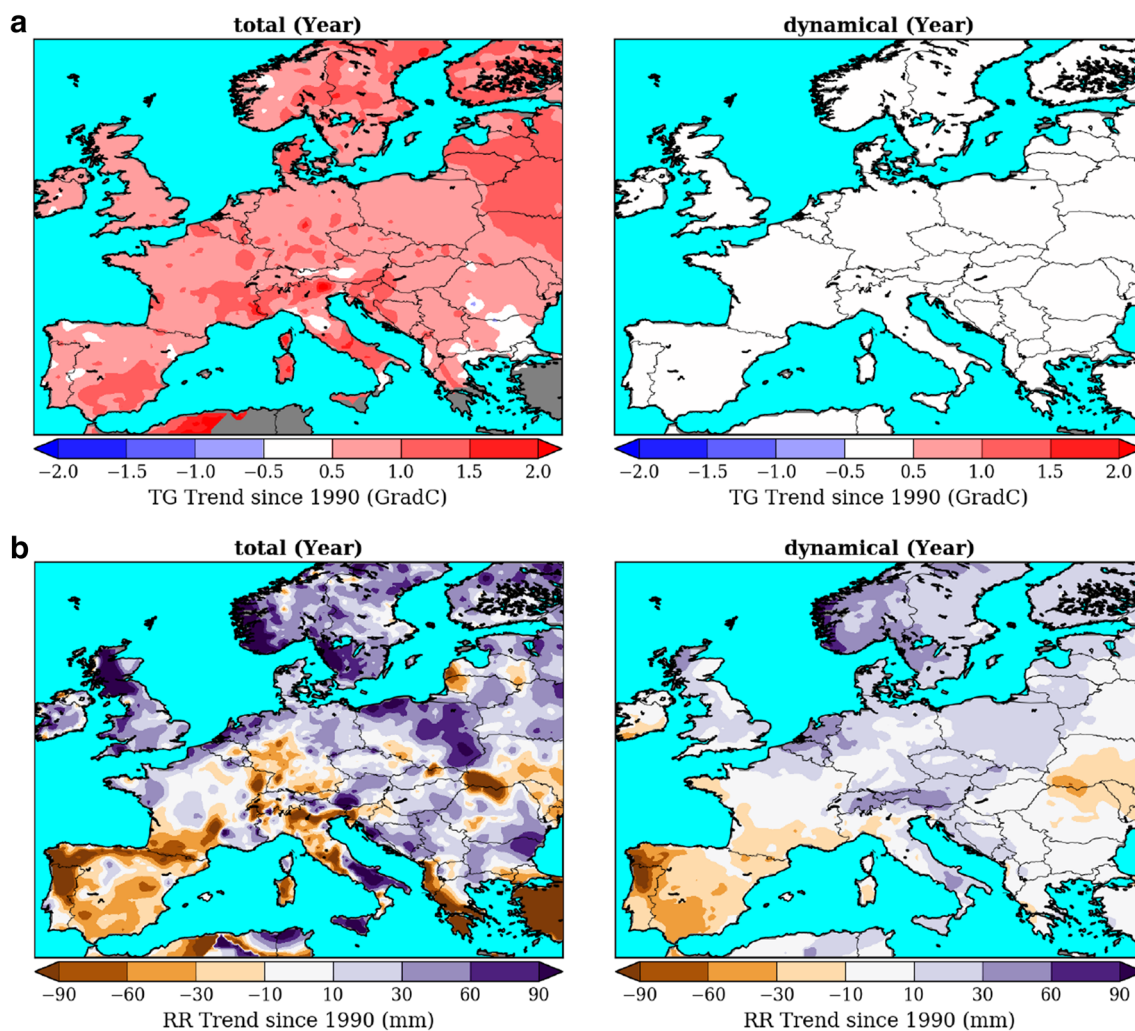 a
total (Year)
dynamical (Year)
−2.0 −1.5 −1.0 −0.5 0.5 1.0 1.5 2.0
−2.0 −1.5 −1.0 −0.5 0.5 1.0 1.5 2.0
TG Trend since 1990 (GradC)
TG Trend since 1990 (GradC)
b
total (Year)
dynamical (Year)
−90 −60 −30 −10 10 30 60 90
−90 −60 −30 −10 10 30 60 90
RR Trend since 1990 (mm)
RR Trend since 1990 (mm)